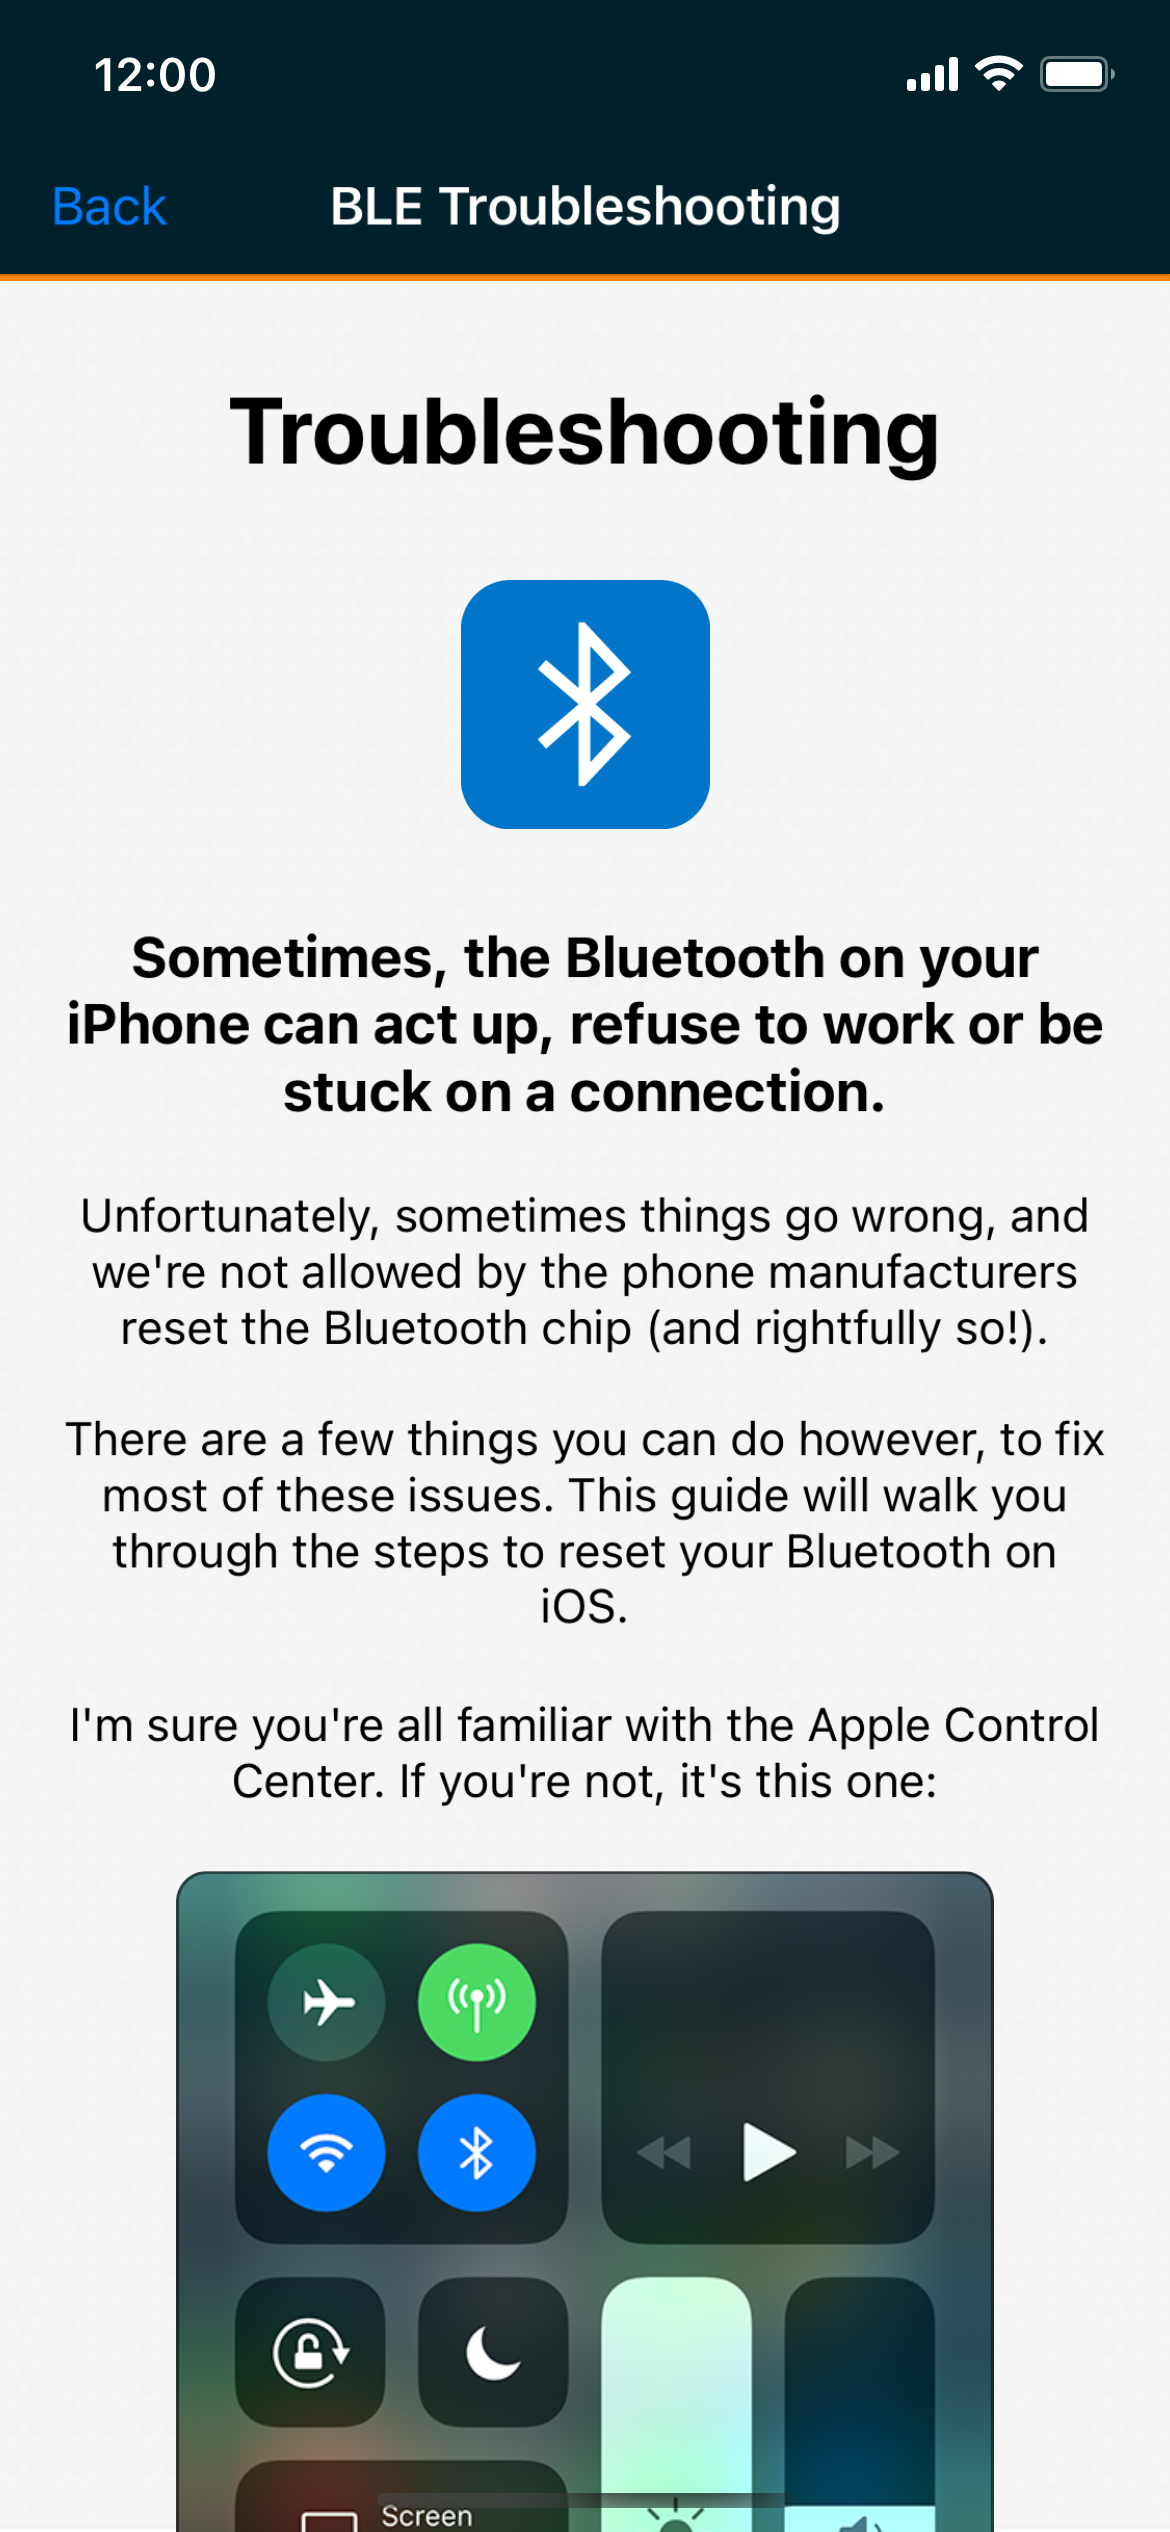 12:00
Back
BLE Troubleshooting
Troubleshooting
Sometimes, the Bluetooth on your
iPhone can act up, refuse to work or be
stuck on a connection.
Unfortunately, sometimes things go wrong, and
we're not allowed by the phone manufacturers
reset the Bluetooth chip (and rightfully so!).
There are a few things you can do however, to fix
most of these issues. This guide will walk you
through the steps to reset your Bluetooth on
iOS.
I'm sure you're all familiar with the Apple Control
Center. If you're not, it's this one:
Screen